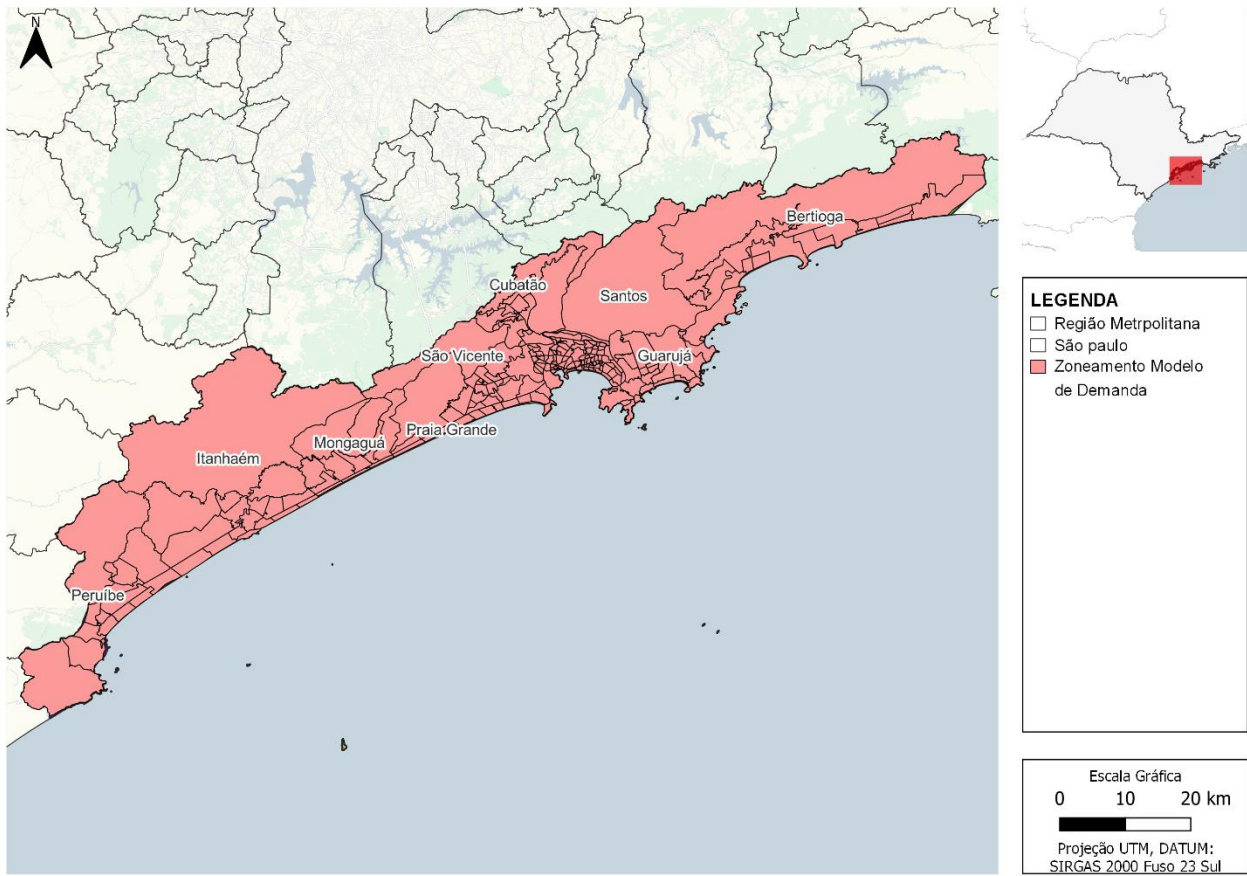 N
Bertioga
Cubatão
Santos
São Vicente
Guarujá
Praia Grande
Mongaguá
Itanhaém
Peruíbe
LEGENDA
Região Metrpolitana
São paulo
Zoneamento Modelo
de Demanda
Escala Gráfica
0 10 20 km
Projeção UTM, DATUM:
SIRGAS 2000 Fuso 23 Sul